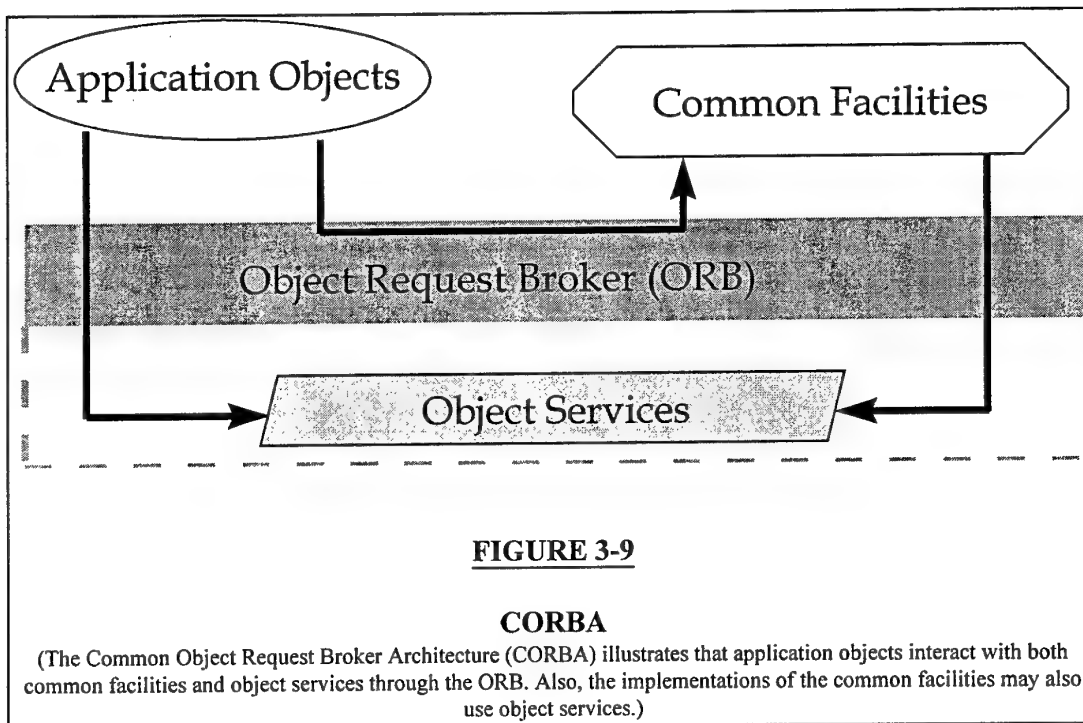 Application Objects
Common Facilities
Object Request Broker (ORB)
Object Services
FIGURE 3-9
CORBA
(The Common Object Request Broker Architecture (CORBA) illustrates that application objects interact with both
common facilities and object services through the ORB. Also, the implementations of the common facilities may also
use object services.)